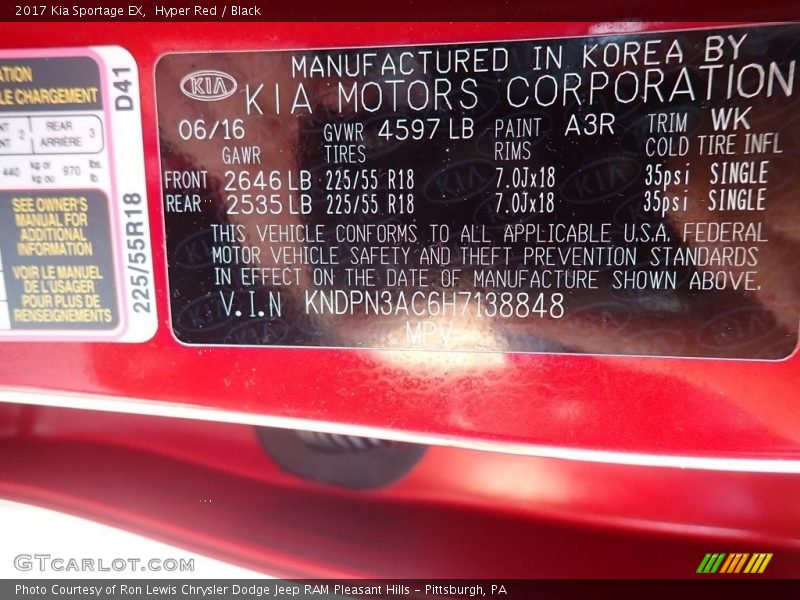 2017 Kia Sportage EX, Hyper Red / Black
ATION
LE CHARGEMENT
D41
2 REAR 3
ARRIÈRE
440 kg or lbs. 970
kg ou lb.
SEE OWNER'S
MANUAL FOR
ADDITIONAL
INFORMATION
VOIR LE MANUEL
DE L'USAGER
POUR PLUS DE
RENSEIGNEMENTS
225/55R18
KIA
MANUFACTURED IN KOREA BY
KIA MOTORS CORPORATION
06/16 GVWR 4597 LB PAINT A3R TRIM WK
GAWR TIRES RIMS COLD TIRE INFL
FRONT 2646 LB 225/55 R18 7.0Jx18 35psi SINGLE
REAR 2535 LB 225/55 R18 7.0Jx18 35psi SINGLE
THIS VEHICLE CONFORMS TO ALL APPLICABLE U.S.A. FEDERAL
MOTOR VEHICLE SAFETY AND THEFT PREVENTION STANDARDS
IN EFFECT ON THE DATE OF MANUFACTURE SHOWN ABOVE.
V.I.N KNDPN3AC6H7138848
MPV
GTcarlot.com
Photo Courtesy of Ron Lewis Chrysler Dodge Jeep RAM Pleasant Hills - Pittsburgh, PA